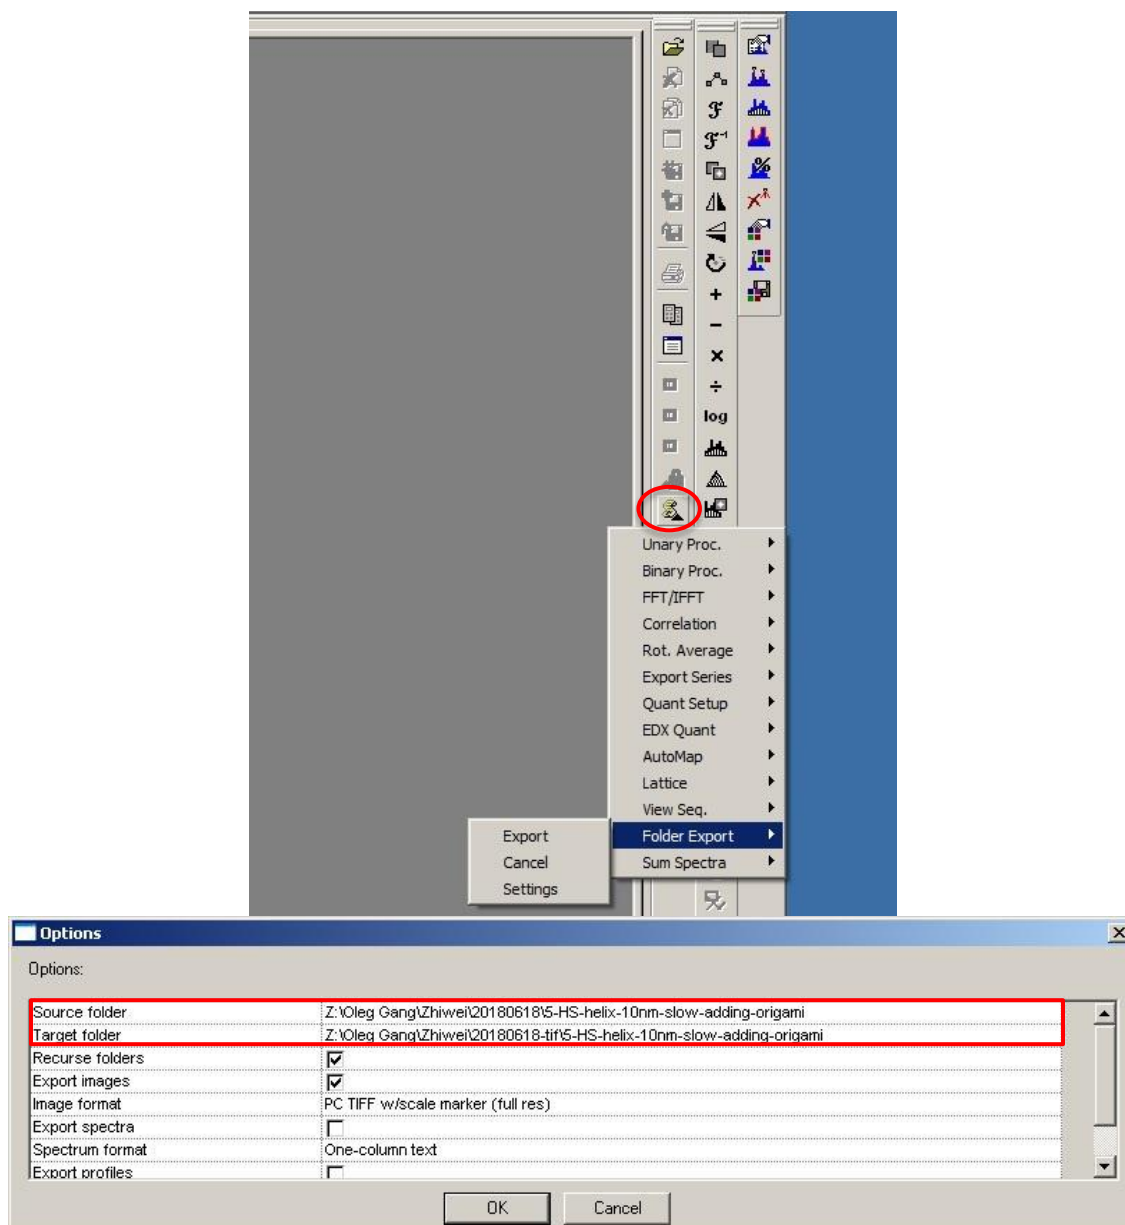 ℱ
ℱ⁻¹
%
+
−
×
÷
log
Unary Proc.
Binary Proc.
FFT/IFFT
Correlation
Rot. Average
Export Series
Quant Setup
EDX Quant
AutoMap
Lattice
View Seq.
Export
Folder Export
Cancel
Sum Spectra
Settings
Options
Options:
Source folder Z:\Oleg Gang\Zhiwei\20180618\5-HS-helix-10nm-slow-adding-origami
Target folder Z:\Oleg Gang\Zhiwei\20180618-tif\5-HS-helix-10nm-slow-adding-origami
Recurse folders
Export images
Image format PC TIFF w/scale marker (full res)
Export spectra
Spectrum format One-column text
Export profiles
OK Cancel